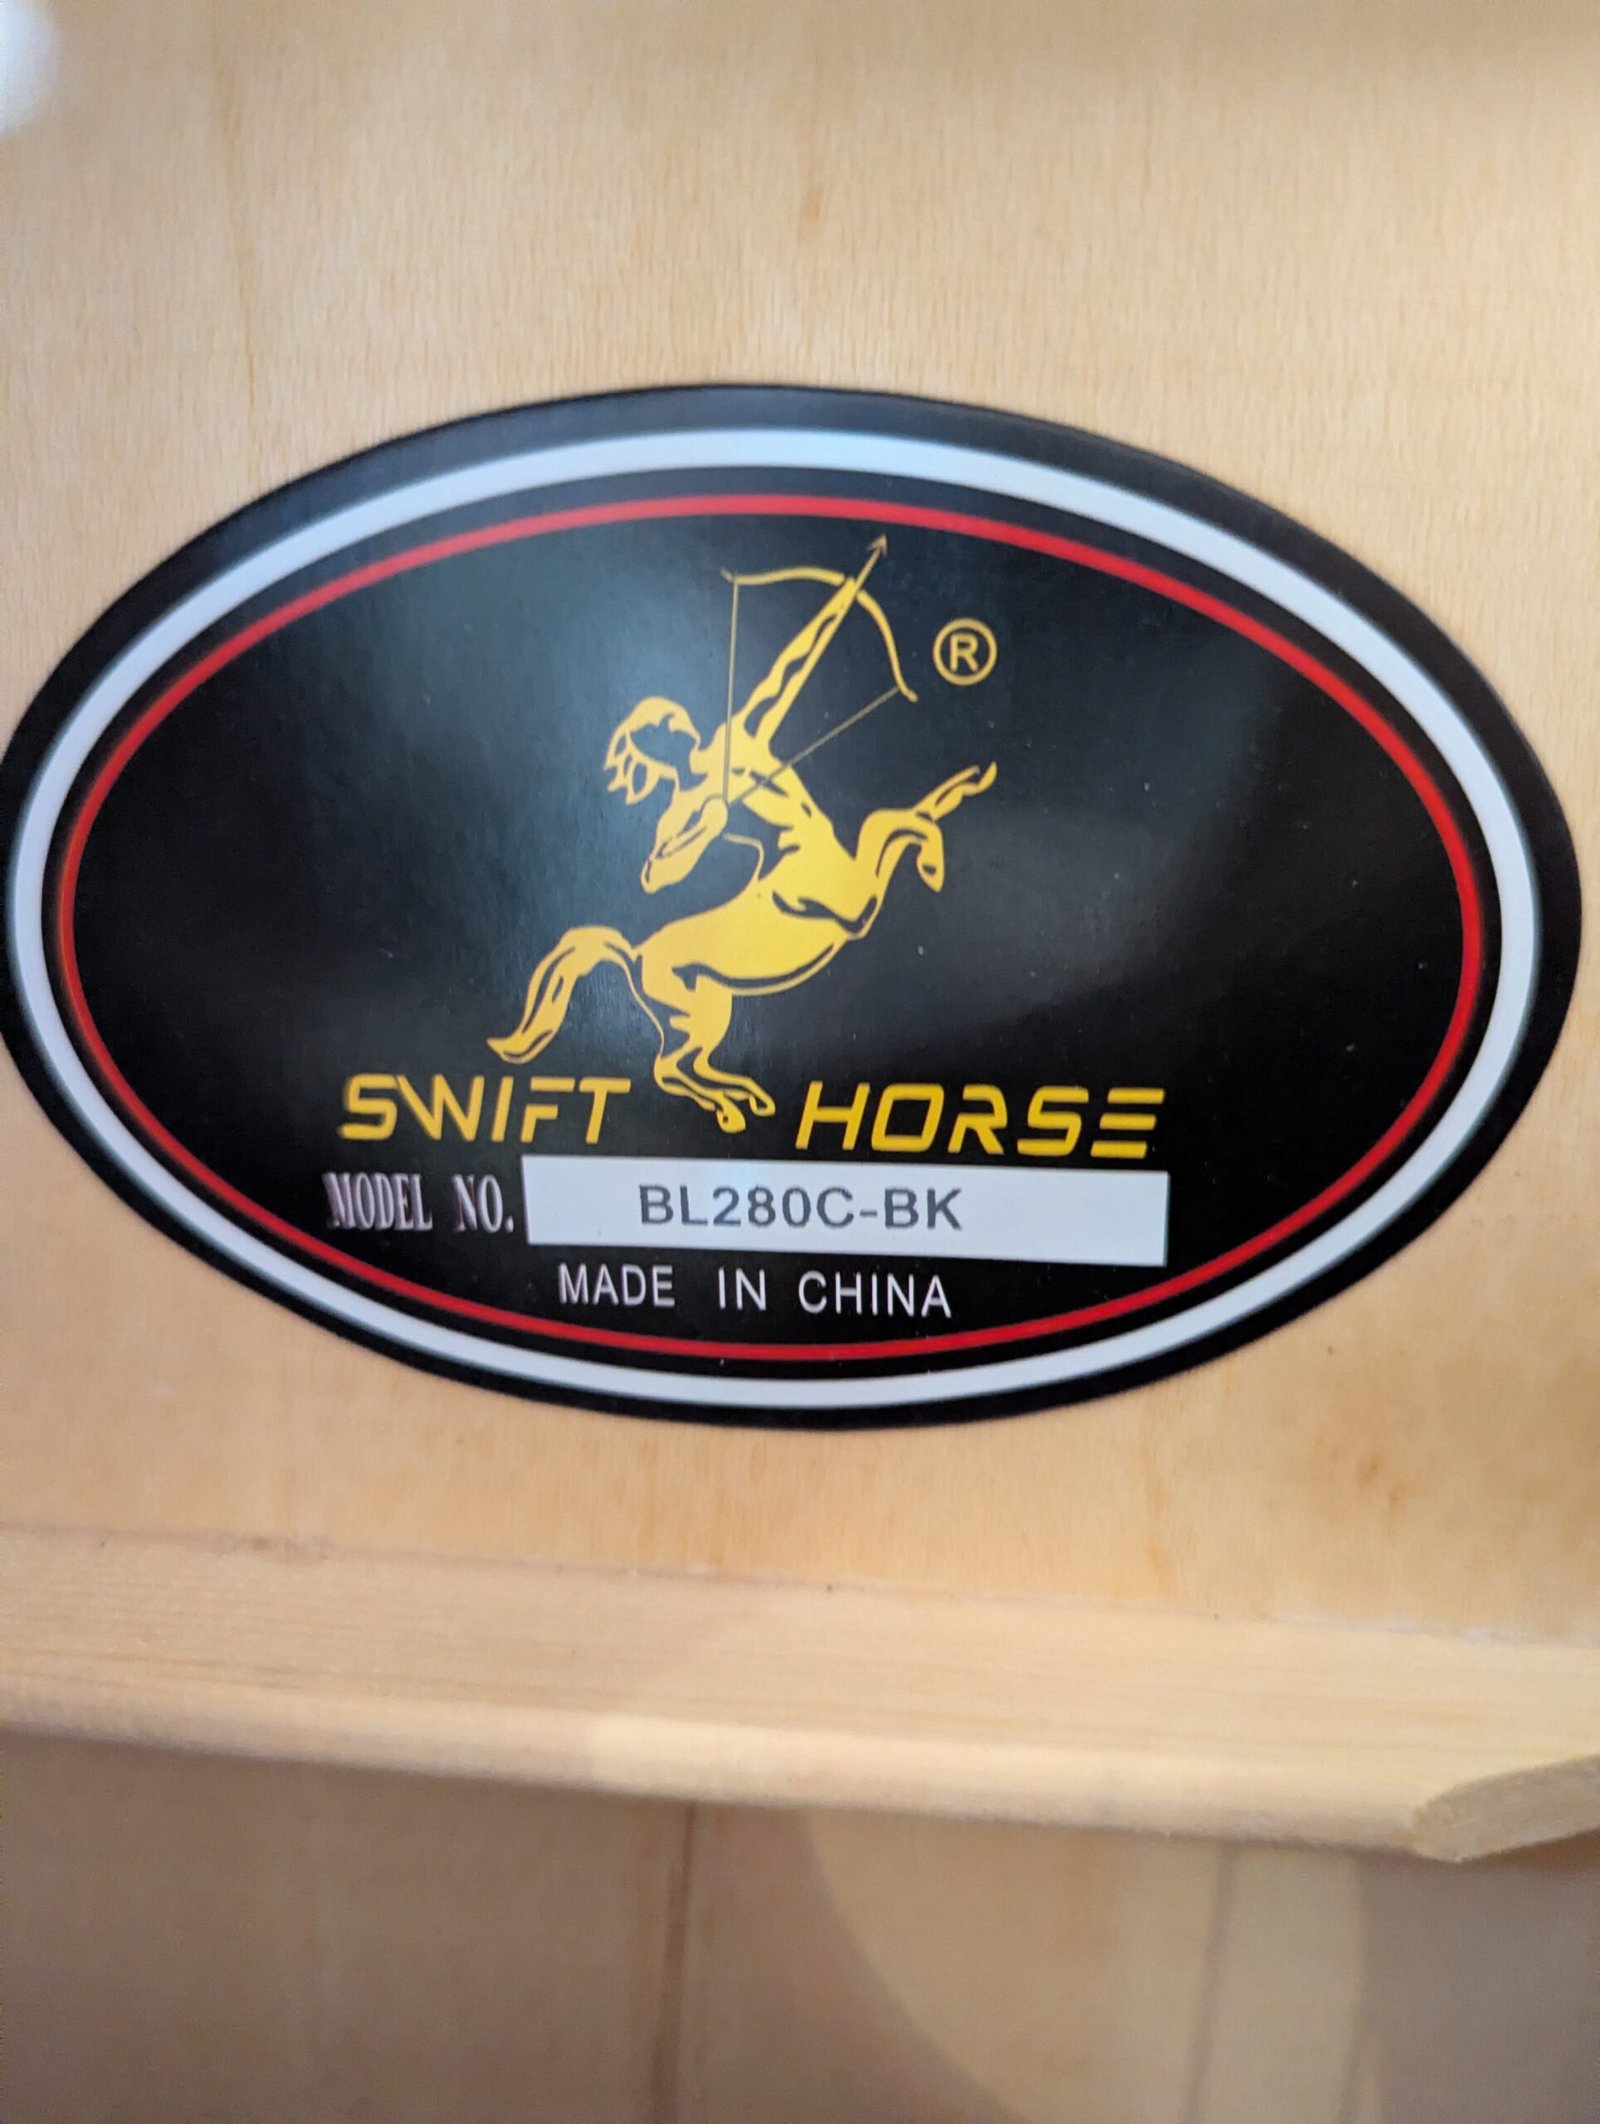 ®
SWIFT HORSE
MODEL NO. BL280C-BK
MADE IN CHINA